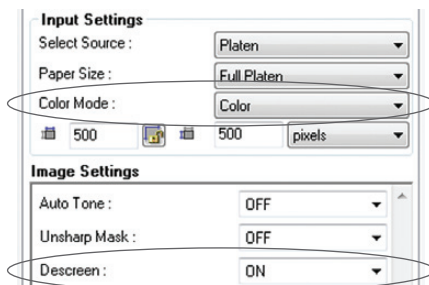 Input Settings
Select Source : Platen
Paper Size : Full Platen
Color Mode : Color
500 500 pixels
Image Settings
Auto Tone : OFF
Unsharp Mask : OFF
Descreen : ON